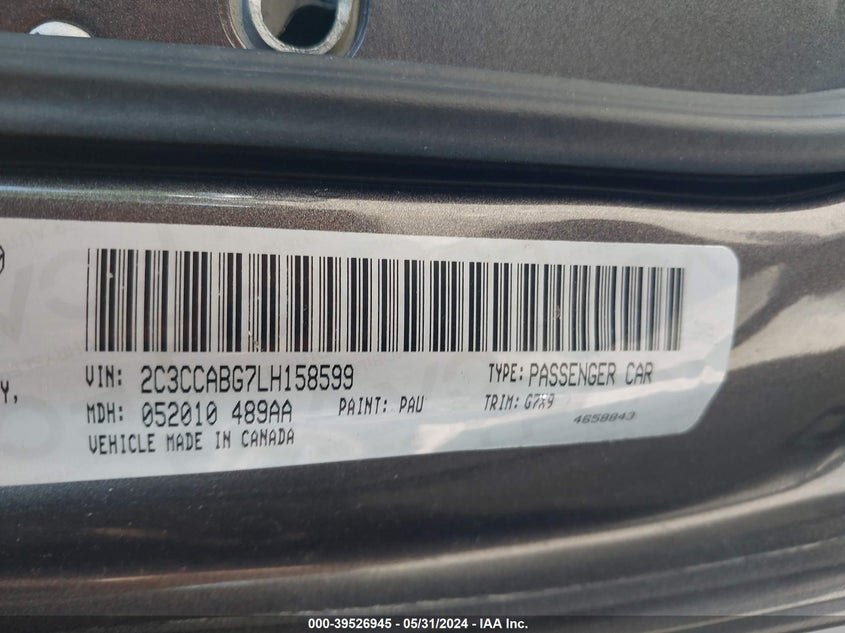 VIN: 2C3CCABG7LH158599 TYPE: PASSENGER CAR
Y,
MDH: 052010 489AA PAINT: PAU TRIM: G7X9
4658843
VEHICLE MADE IN CANADA
000-39526945 - 05/31/2024 - IAA Inc.